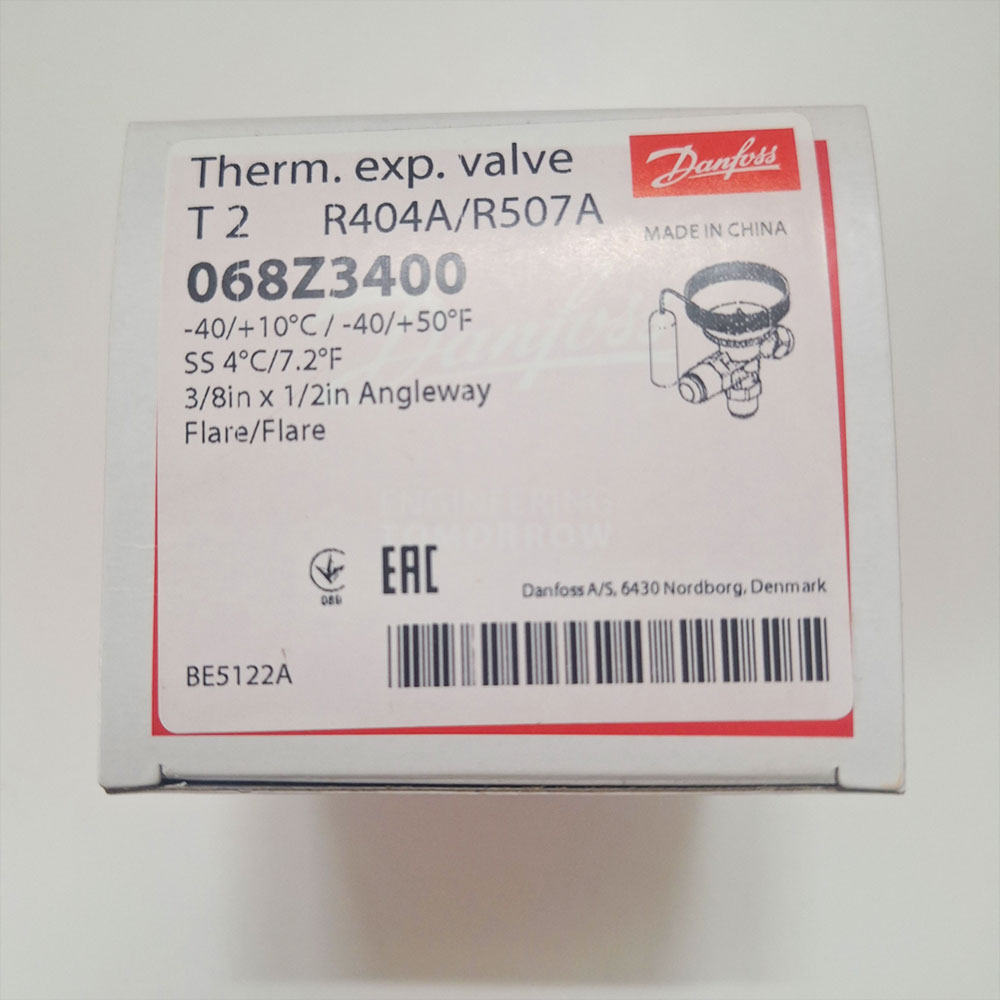 Therm. exp. valve
Danfoss
T 2 R404A/R507A
MADE IN CHINA
068Z3400
-40/+10°C / -40/+50°F
SS 4°C/7.2°F
3/8in x 1/2in Angleway
Flare/Flare
Danfoss
ENGINEERING
TOMORROW
EAC
Danfoss A/S, 6430 Nordborg, Denmark
BE5122A